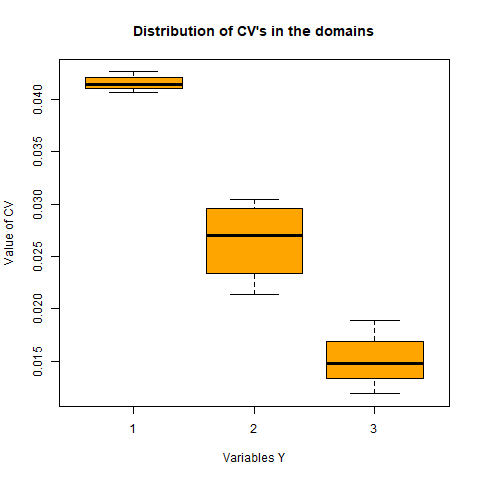 Distribution of CV's in the domains
Value of CV
0.040
0.035
0.030
0.025
0.020
0.015
1 2 3
Variables Y